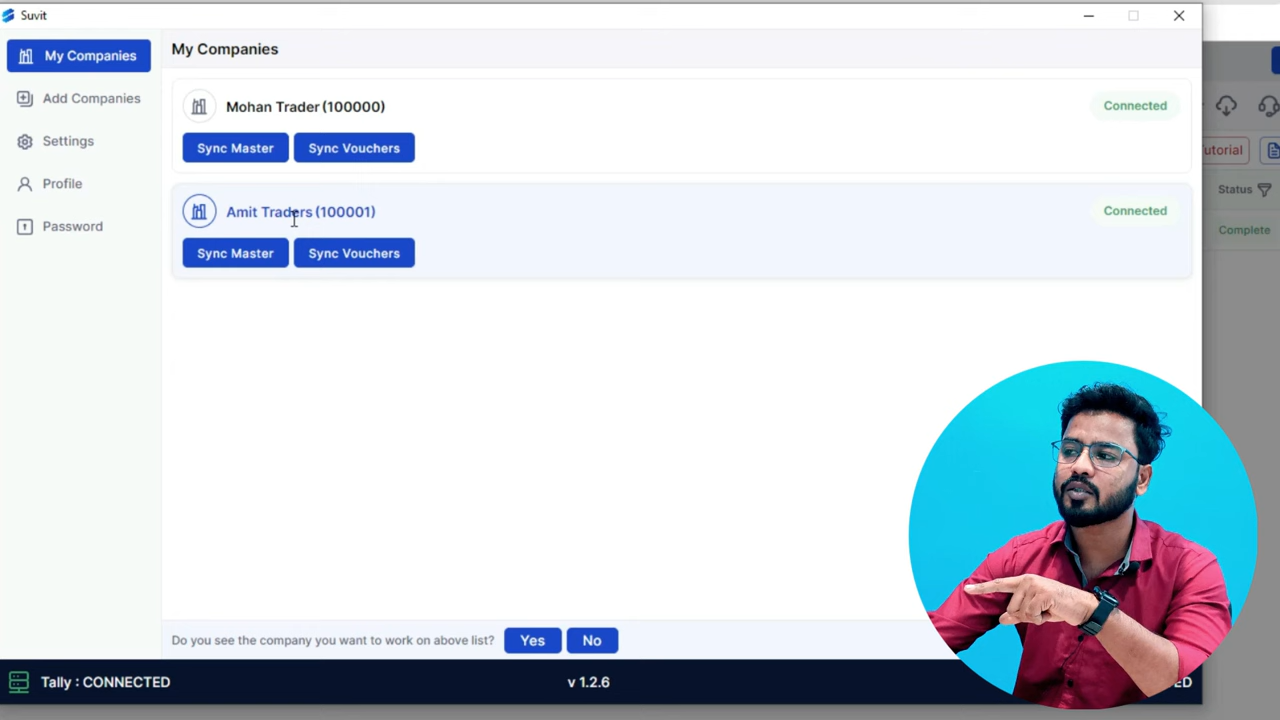 Suvit
My Companies
Add Companies
Settings
Profile
Password
My Companies
Mohan Trader (100000)
Connected
Sync Master
Sync Vouchers
Amit Traders (100001)
Connected
Sync Master
Sync Vouchers
Do you see the company you want to work on above list?
Yes
No
Tally : CONNECTED
v 1.2.6
Status
Complete